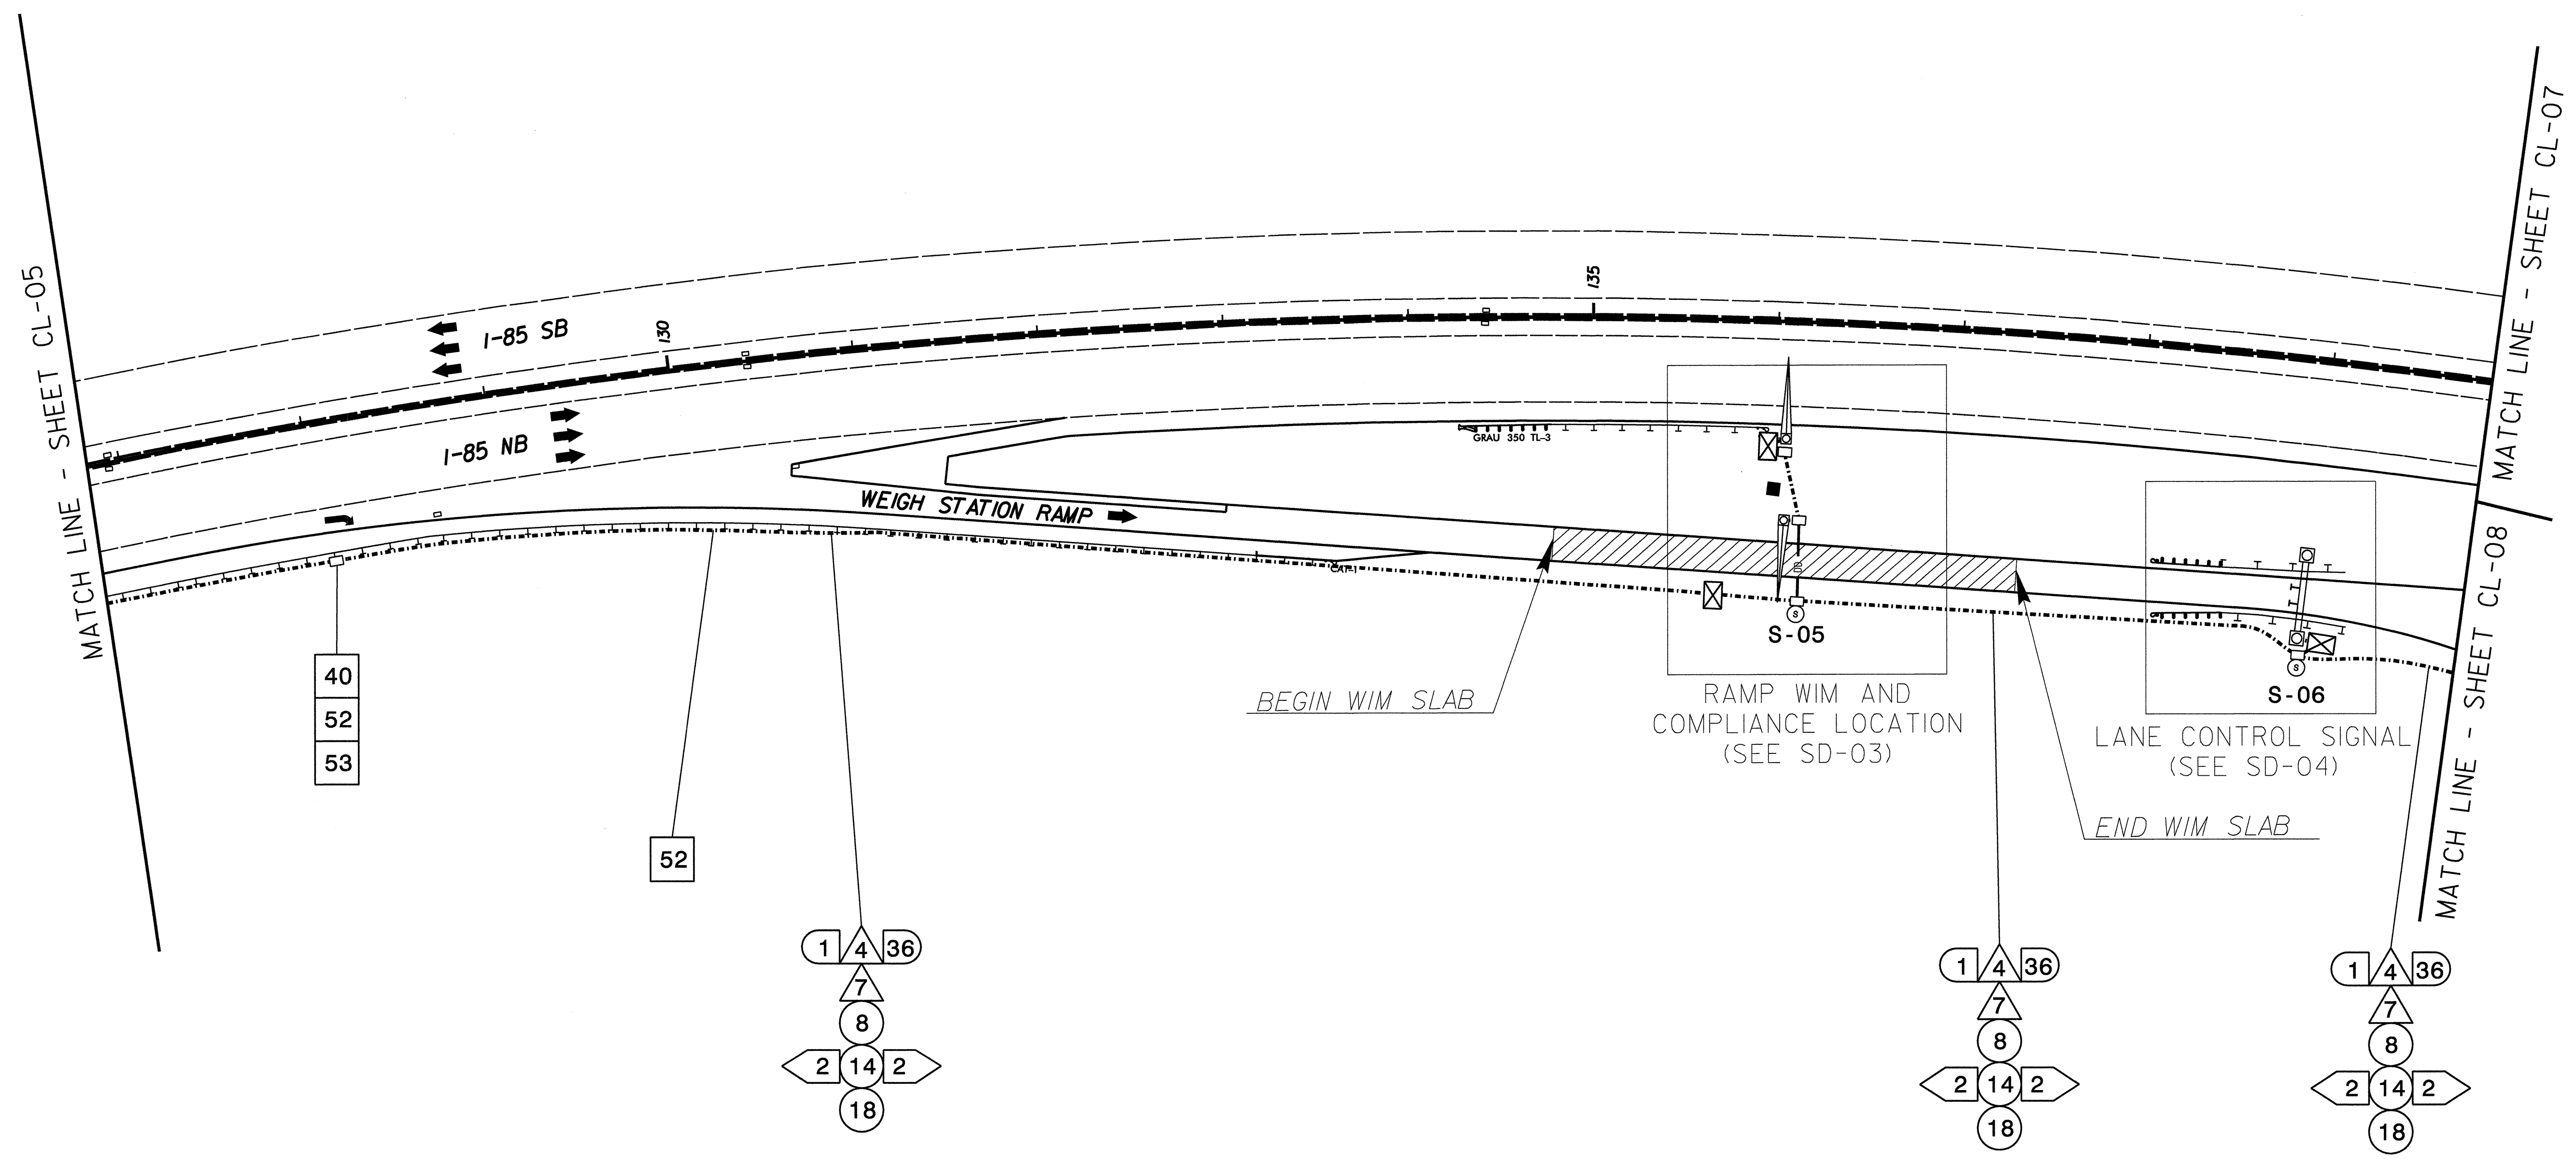 MATCH LINE - SHEET CL-05
I-85 SB
130
135
I-85 NB
WEIGH STATION RAMP
GRAU 350 TL-3
CAT-1
S-05
S-06
MATCH LINE - SHEET CL-07
MATCH LINE - SHEET CL-08
BEGIN WIM SLAB
RAMP WIM AND
COMPLIANCE LOCATION
(SEE SD-03)
LANE CONTROL SIGNAL
(SEE SD-04)
END WIM SLAB
40
52
53
52
1 4 36
7
8
2 14 2
18
1 4 36
7
8
2 14 2
18
1 4 36
7
8
2 14 2
18